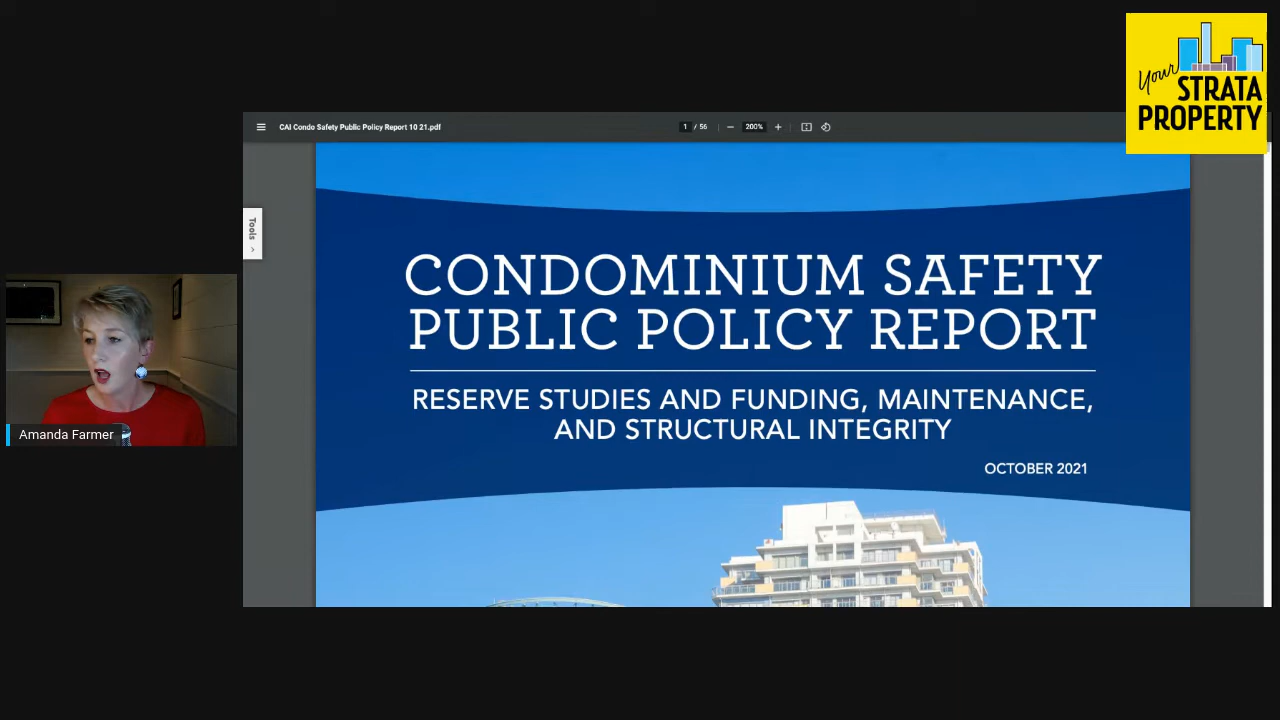 Your
STRATA
PROPERTY
CAI Condo Safety Public Policy Report 10 21.pdf
1 / 56
200%
Tools
CONDOMINIUM SAFETY
PUBLIC POLICY REPORT
RESERVE STUDIES AND FUNDING, MAINTENANCE,
AND STRUCTURAL INTEGRITY
OCTOBER 2021
Amanda Farmer